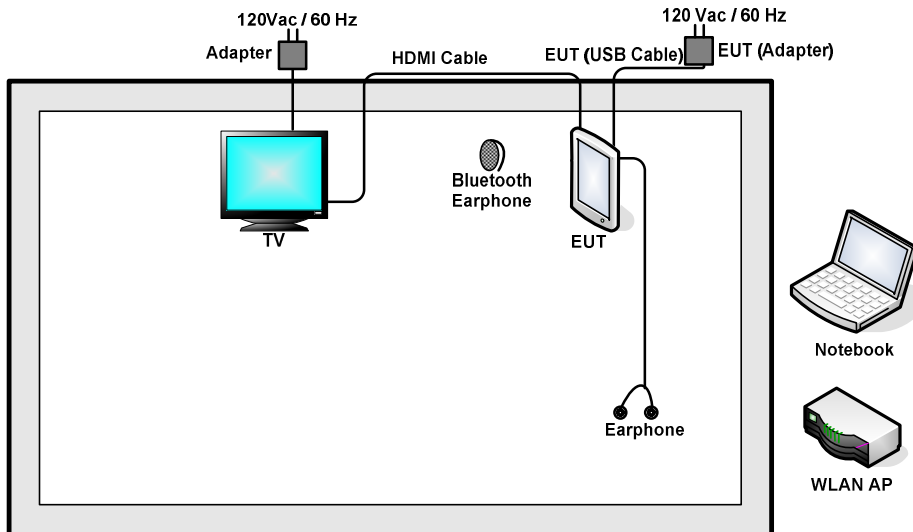 120Vac / 60 Hz
120 Vac / 60 Hz
Adapter
HDMI Cable
EUT (USB Cable)
EUT (Adapter)
Bluetooth
Earphone
TV
EUT
Notebook
Earphone
WLAN AP